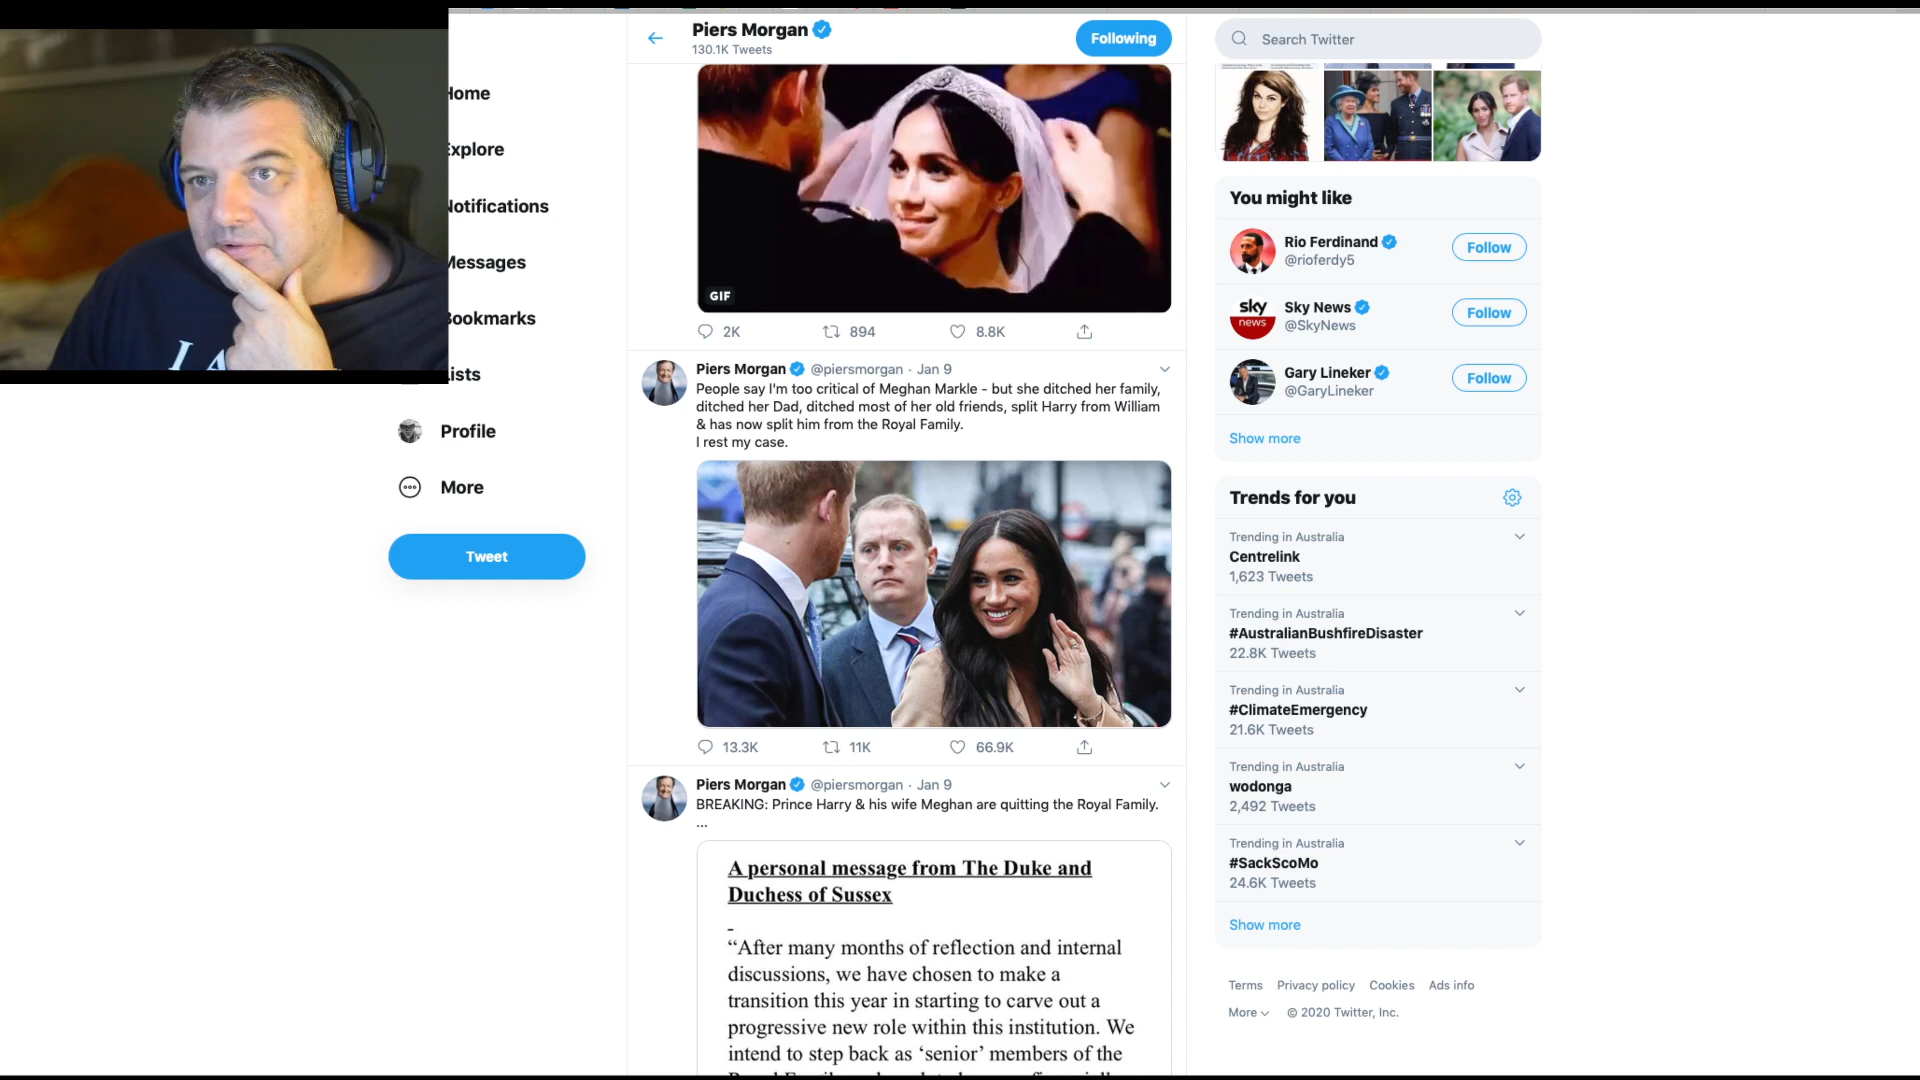 Piers Morgan
130.1K Tweets
Following
Search Twitter
Home
Explore
Notifications
Messages
Bookmarks
Lists
Profile
More
Tweet
GIF
2K 894 8.8K
Piers Morgan @piersmorgan · Jan 9
People say I'm too critical of Meghan Markle - but she ditched her family,
ditched her Dad, ditched most of her old friends, split Harry from William
& has now split him from the Royal Family.
I rest my case.
13.3K 11K 66.9K
Piers Morgan @piersmorgan · Jan 9
BREAKING: Prince Harry & his wife Meghan are quitting the Royal Family.
...
A personal message from The Duke and
Duchess of Sussex
-
“After many months of reflection and internal
discussions, we have chosen to make a
transition this year in starting to carve out a
progressive new role within this institution. We
intend to step back as ‘senior’ members of the
You might like
Rio Ferdinand
@rioferdy5
Follow
sky
news
Sky News
@SkyNews
Follow
Gary Lineker
@GaryLineker
Follow
Show more
Trends for you
Trending in Australia
Centrelink
1,623 Tweets
Trending in Australia
#AustralianBushfireDisaster
22.8K Tweets
Trending in Australia
#ClimateEmergency
21.6K Tweets
Trending in Australia
wodonga
2,492 Tweets
Trending in Australia
#SackScoMo
24.6K Tweets
Show more
Terms Privacy policy Cookies Ads info
More © 2020 Twitter, Inc.